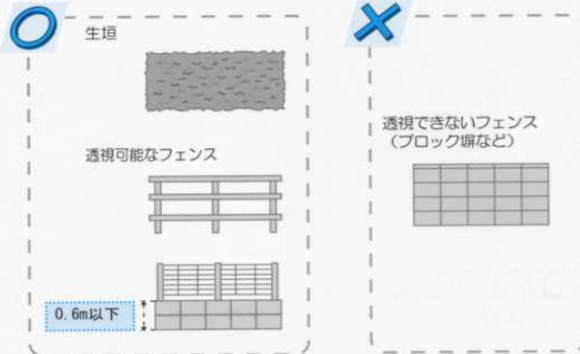 生垣
透視可能なフェンス
0.6m以下
透視できないフェンス
（ブロック塀など）